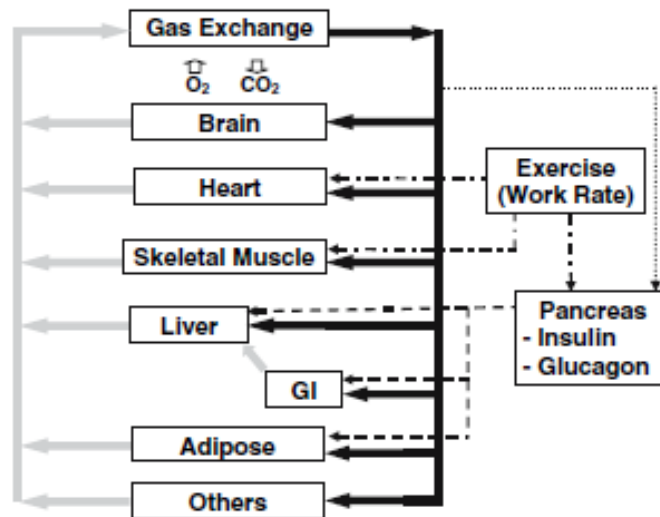 Gas Exchange
O₂ CO₂
Brain
Heart
Exercise
(Work Rate)
Skeletal Muscle
Pancreas
- Insulin
- Glucagon
Liver
GI
Adipose
Others